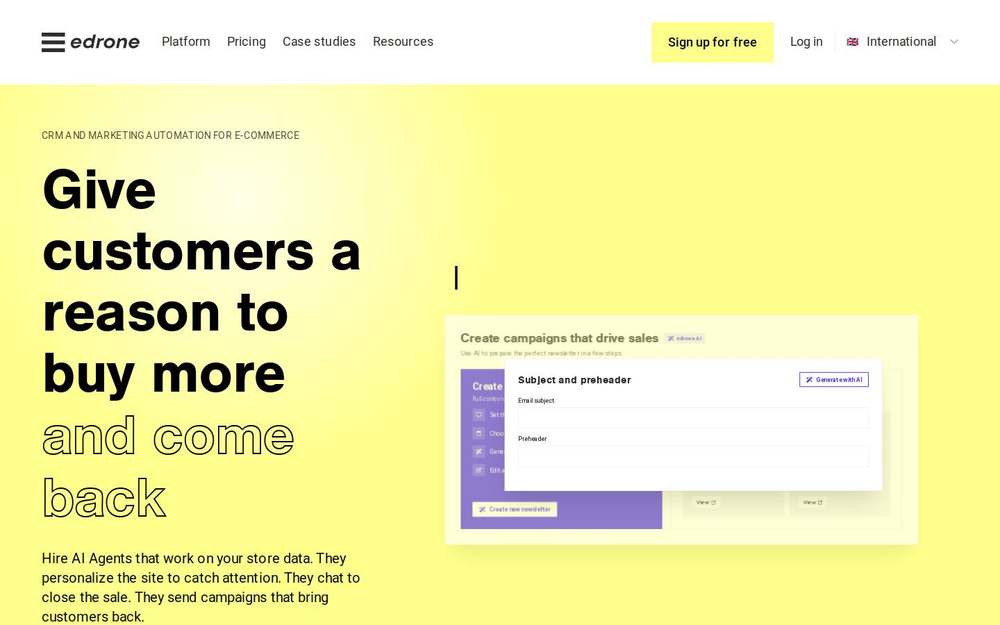 edrone
Platform
Pricing
Case studies
Resources
Sign up for free
Log in
International
CRM AND MARKETING AUTOMATION FOR E-COMMERCE
Give
customers a
reason to
buy more
and come
back
Hire AI Agents that work on your store data. They
personalize the site to catch attention. They chat to
close the sale. They send campaigns that bring
customers back.
Create campaigns that drive sales
edrone AI
Use AI to prepare the perfect newsletter in a few steps.
Create
Subject and preheader
Generate with AI
Email subject
Preheader
Create new newsletter
View
View